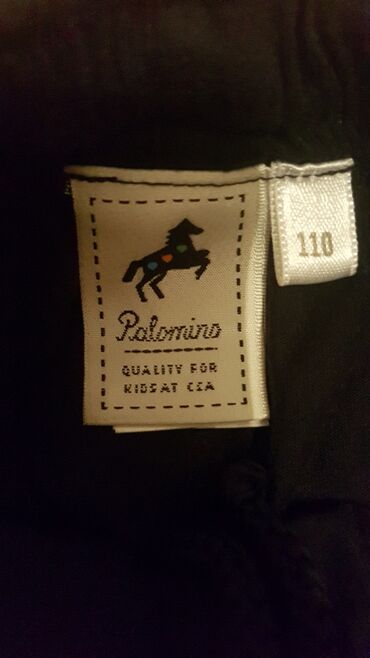 Palomino
QUALITY FOR
KIDS AT C&A
110